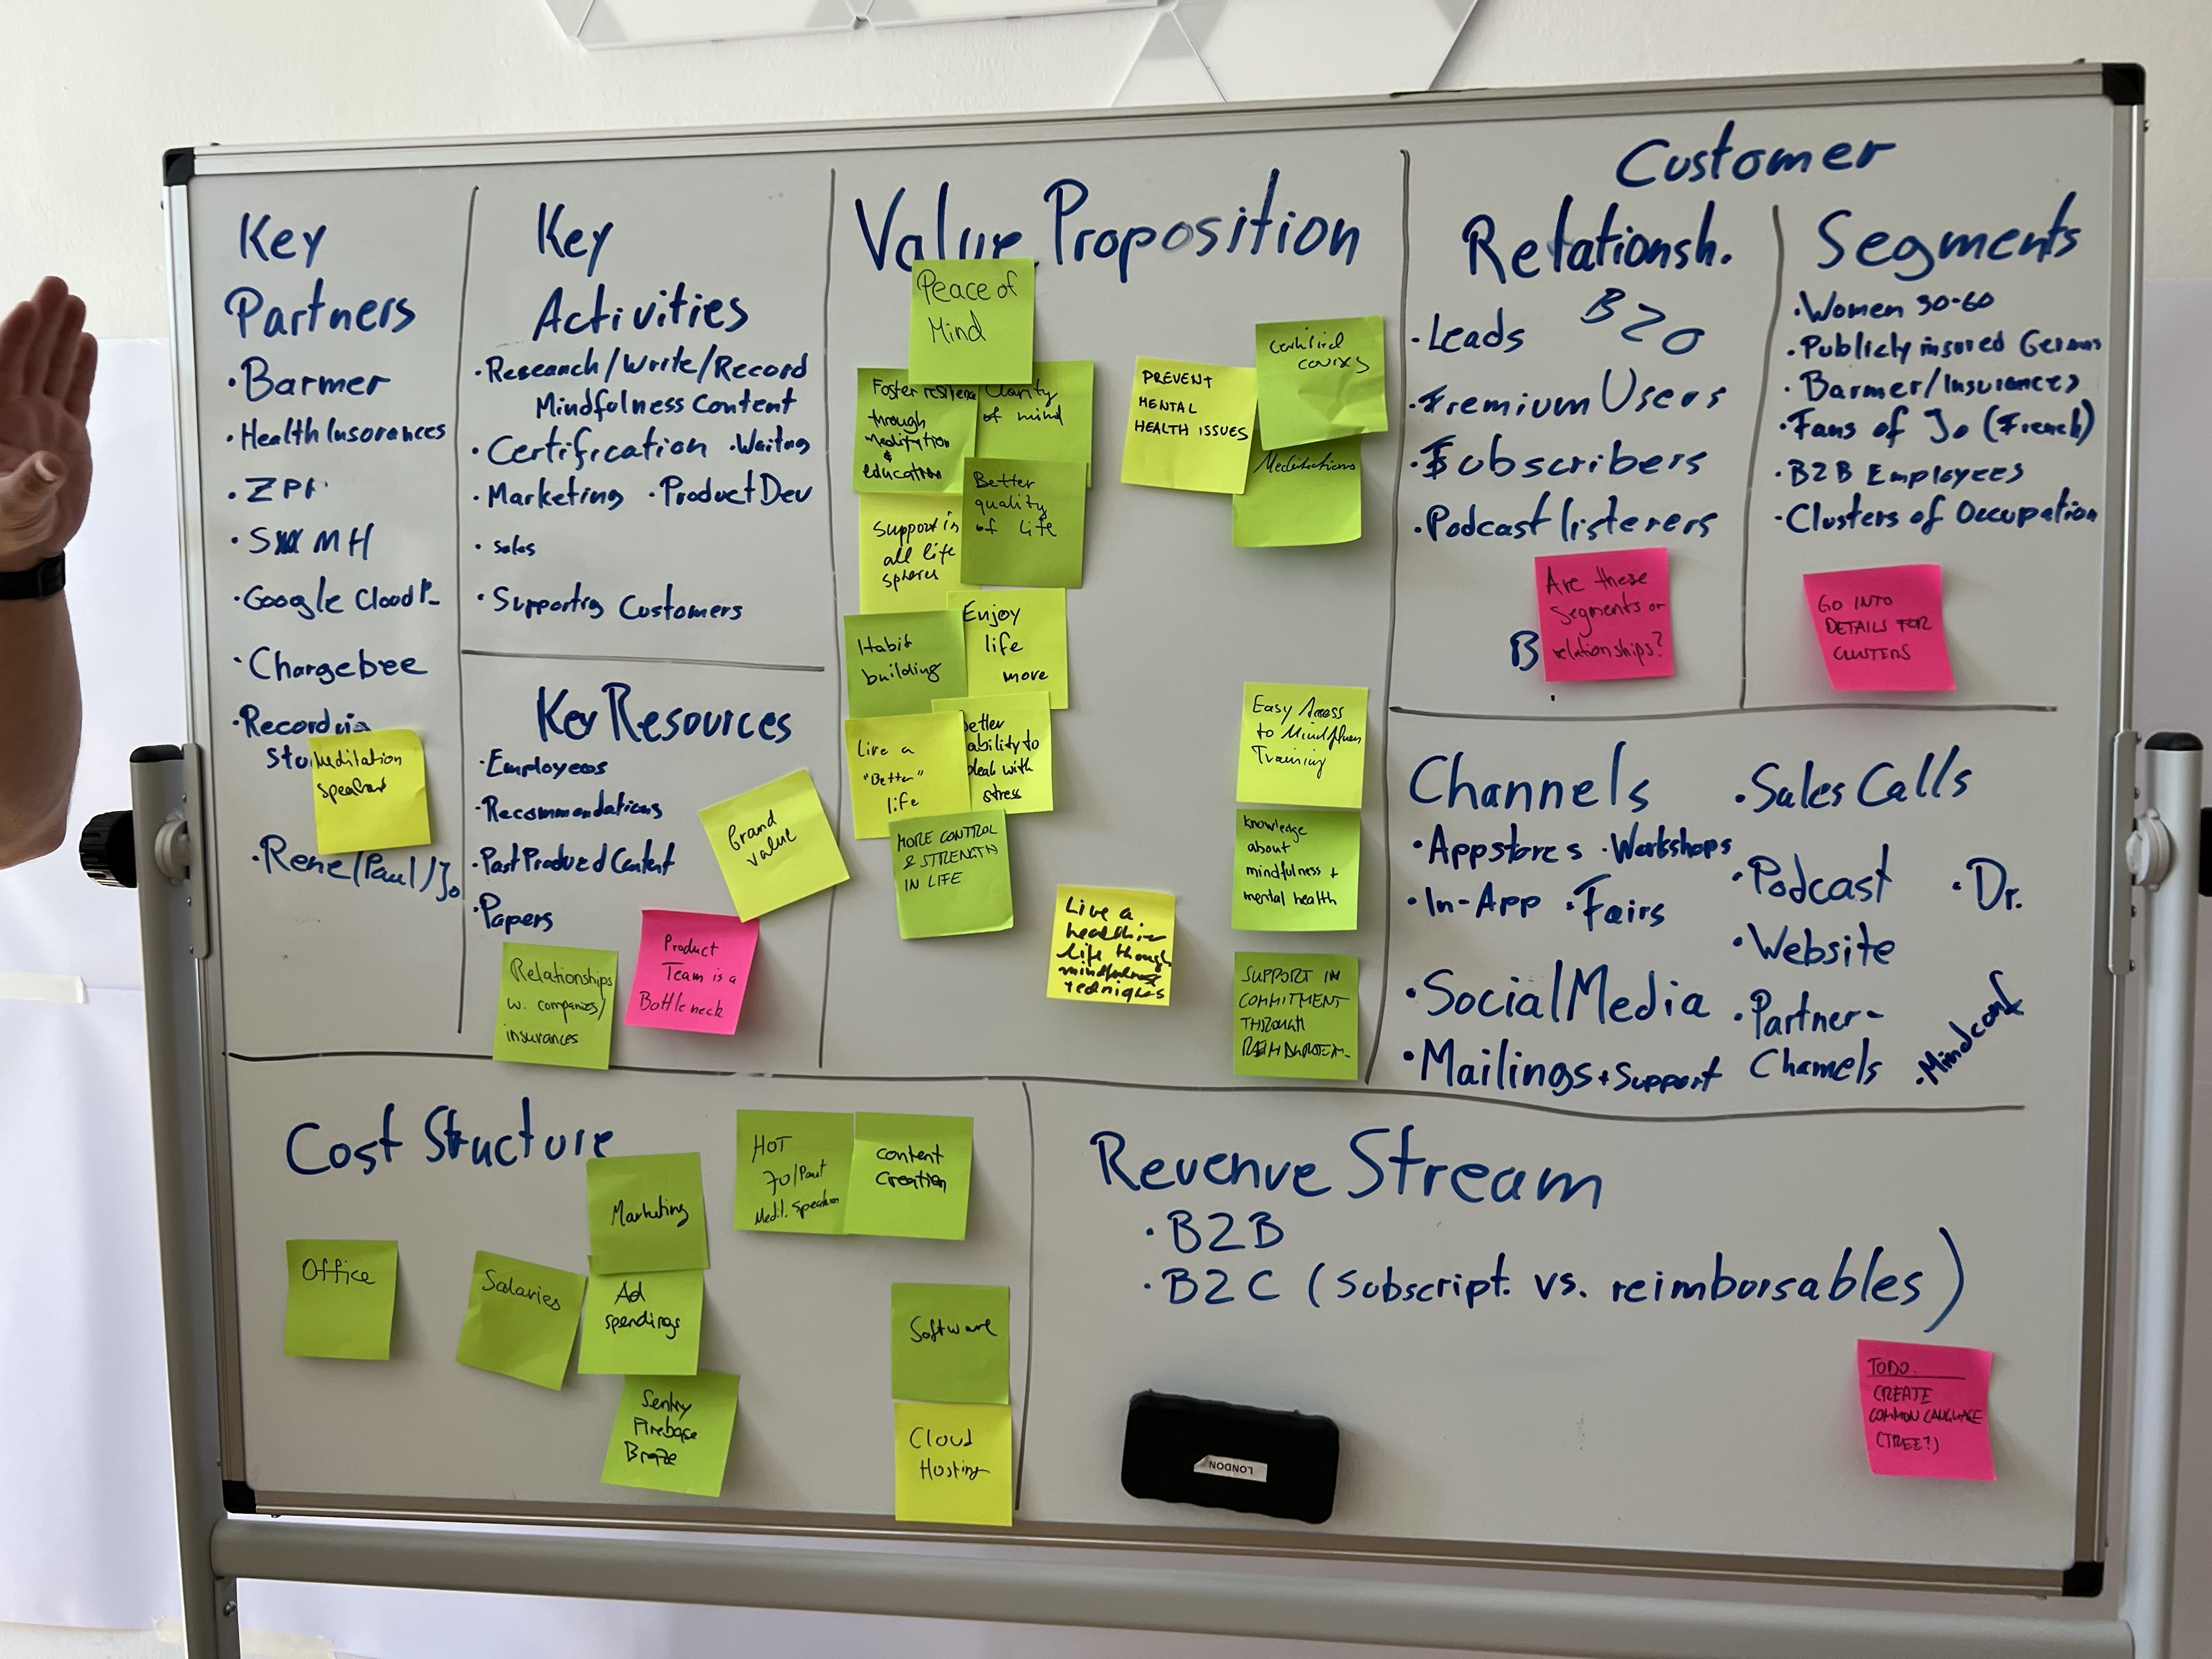 Key
Partners
• Barmer
• Health Insurances
• ZPP
• SMH
• Google Cloud P.
• Chargebee
• Recording
Stu
Meditation
Speaker
• Rene/Paul/Jo
Key
Activities
• Research/Write/Record
Mindfulness Content
• Certification • Waiting
• Marketing • Product Dev
• Sales
• Supporting Customers
Key Resources
• Employees
• Recommendations
• Past Produced Content
• Papers
Brand
value
Relationships
w. companies/
insurances
Product
Team is a
Bottleneck
Value Proposition
Peace of
Mind
Foster resilience
through
meditation
&
education
Clarity
of mind
Better
quality
of life
Support in
all life
spheres
Habit
building
Enjoy
life
more
Live a
"Better"
life
better
ability to
deal with
stress
MORE CONTROL
& STRENGTH
IN LIFE
PREVENT
MENTAL
HEALTH ISSUES
Certified
courses
Meditations
Live a
healthier
life through
mindfulness
techniques
Easy Access
to Mindfulness
Training
knowledge
about
mindfulness +
mental health
SUPPORT IN
COMMITMENT
THROUGH
Customer
Relationsh.
• Leads
• Premium Users
• Subscribers
• Podcast listeners
Are these
Segments or
relationships?
B
Segments
• Women 30-60
• Publicly insured Germans
• Barmer/Insurances
• Fans of Jo (French)
• B2B Employees
• Clusters of Occupation
GO INTO
DETAILS FOR
CLUSTERS
Channels
• Appstores • Workshops
• In-App • Fairs
• Social Media
• Mailings + Support
• Sales Calls
• Podcast
• Dr.
• Website
• Partner-
Channels
Cost Structure
Office
Salaries
Marketing
Ad
spendings
Sentry
Firebase
Braze
HOT
Jo/Paul
Medit. Speaker
Content
Creation
Software
Cloud
Hosting
Revenue Stream
• B2B
• B2C (Subscript. vs. reimborsables)
LONDON
TODO:
CREATE
COMMON LANGUAGE
(TREE?)